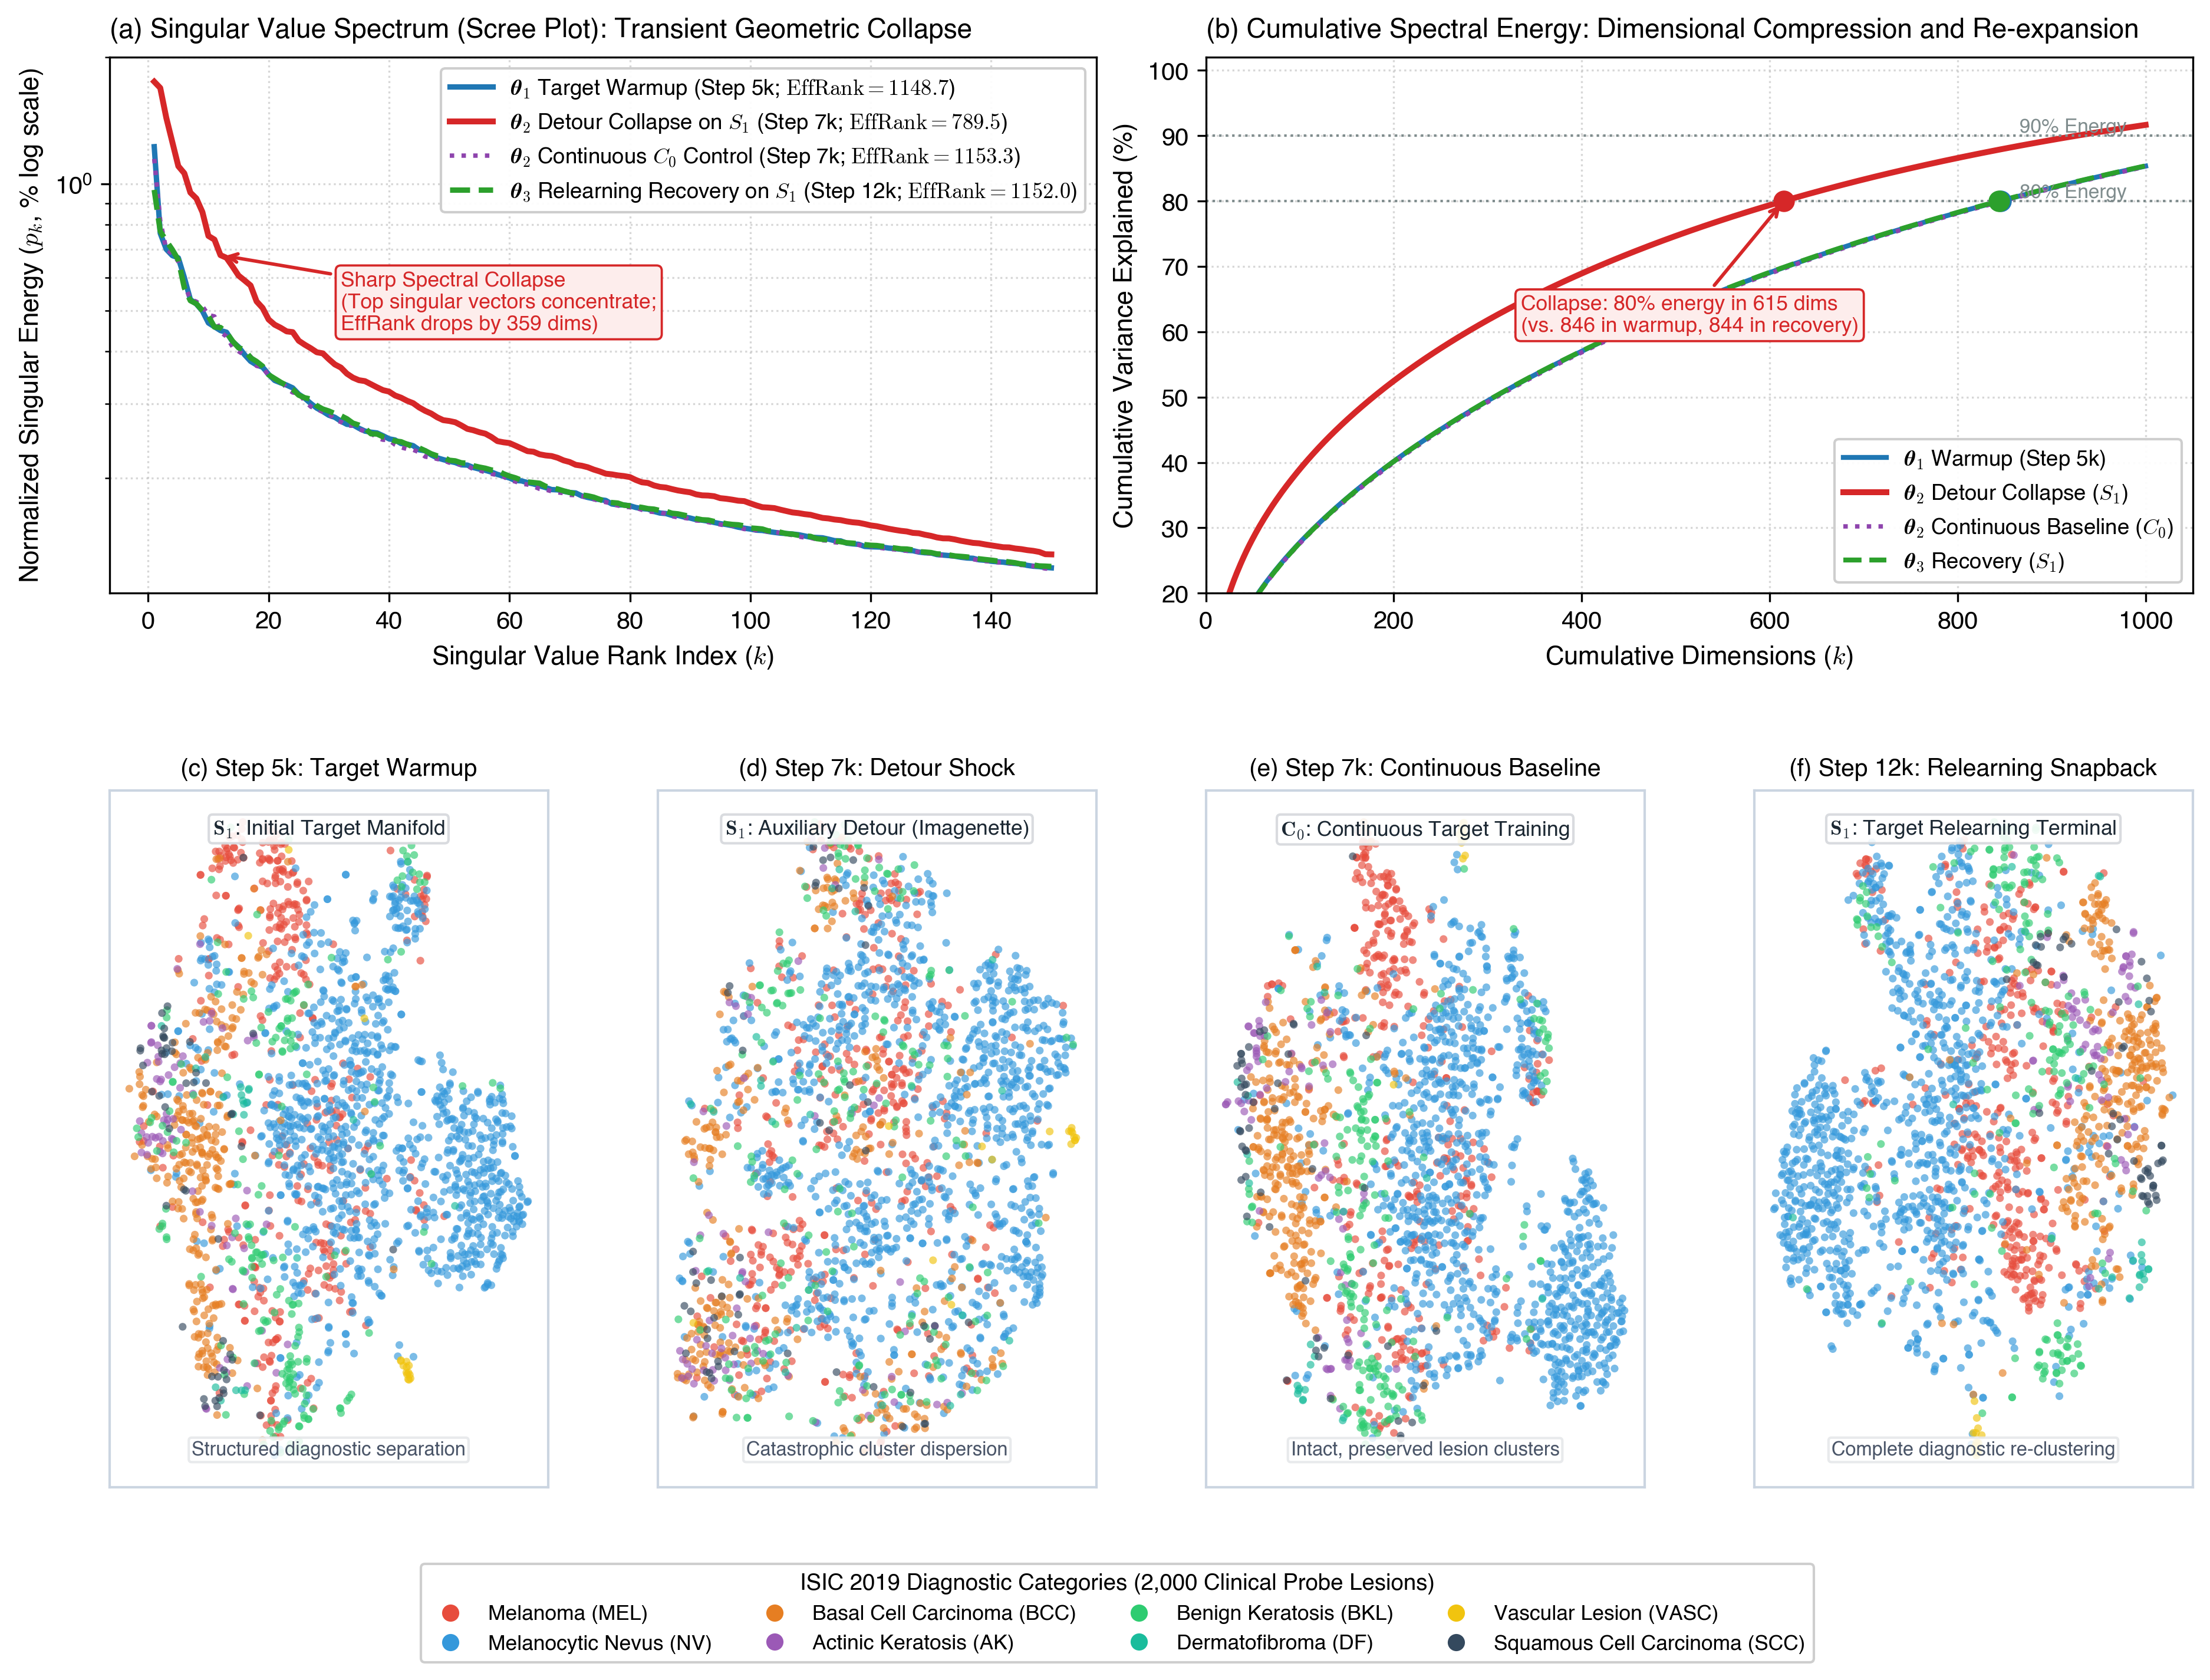 (a) Singular Value Spectrum (Scree Plot): Transient Geometric Collapse
Normalized Singular Energy (pₖ, % log scale)
10⁰
θ₁ Target Warmup (Step 5k; EffRank = 1148.7)
θ₂ Detour Collapse on S₁ (Step 7k; EffRank = 789.5)
θ₂ Continuous C₀ Control (Step 7k; EffRank = 1153.3)
θ₃ Relearning Recovery on S₁ (Step 12k; EffRank = 1152.0)
Sharp Spectral Collapse
(Top singular vectors concentrate;
EffRank drops by 359 dims)
0 20 40 60 80 100 120 140
Singular Value Rank Index (k)
(b) Cumulative Spectral Energy: Dimensional Compression and Re-expansion
Cumulative Variance Explained (%)
100
90
80
70
60
50
40
30
20
90% Energy
80% Energy
Collapse: 80% energy in 615 dims
(vs. 846 in warmup, 844 in recovery)
θ₁ Warmup (Step 5k)
θ₂ Detour Collapse (S₁)
θ₂ Continuous Baseline (C₀)
θ₃ Recovery (S₁)
0 200 400 600 800 1000
Cumulative Dimensions (k)
(c) Step 5k: Target Warmup
S₁: Initial Target Manifold
Structured diagnostic separation
(d) Step 7k: Detour Shock
S₁: Auxiliary Detour (Imagenette)
Catastrophic cluster dispersion
(e) Step 7k: Continuous Baseline
C₀: Continuous Target Training
Intact, preserved lesion clusters
(f) Step 12k: Relearning Snapback
S₁: Target Relearning Terminal
Complete diagnostic re-clustering
ISIC 2019 Diagnostic Categories (2,000 Clinical Probe Lesions)
Melanoma (MEL) Basal Cell Carcinoma (BCC) Benign Keratosis (BKL) Vascular Lesion (VASC)
Melanocytic Nevus (NV) Actinic Keratosis (AK) Dermatofibroma (DF) Squamous Cell Carcinoma (SCC)